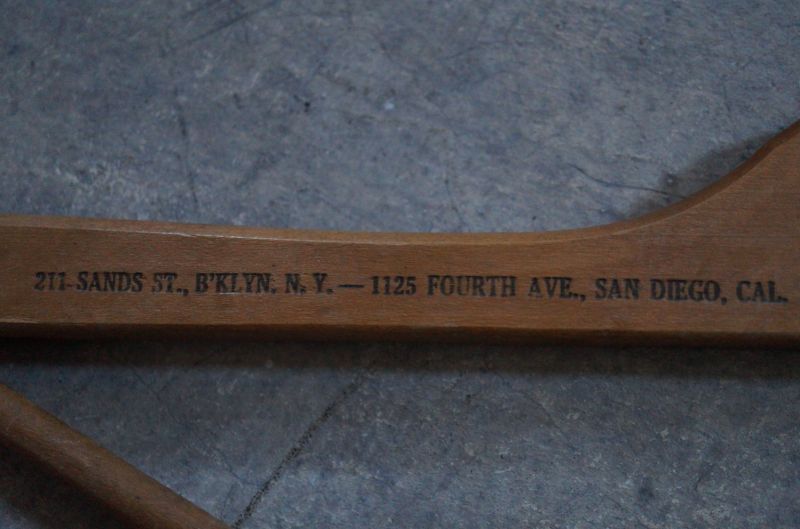 211 SANDS ST., B'KLYN. N. Y. — 1125 FOURTH AVE., SAN DIEGO, CAL.